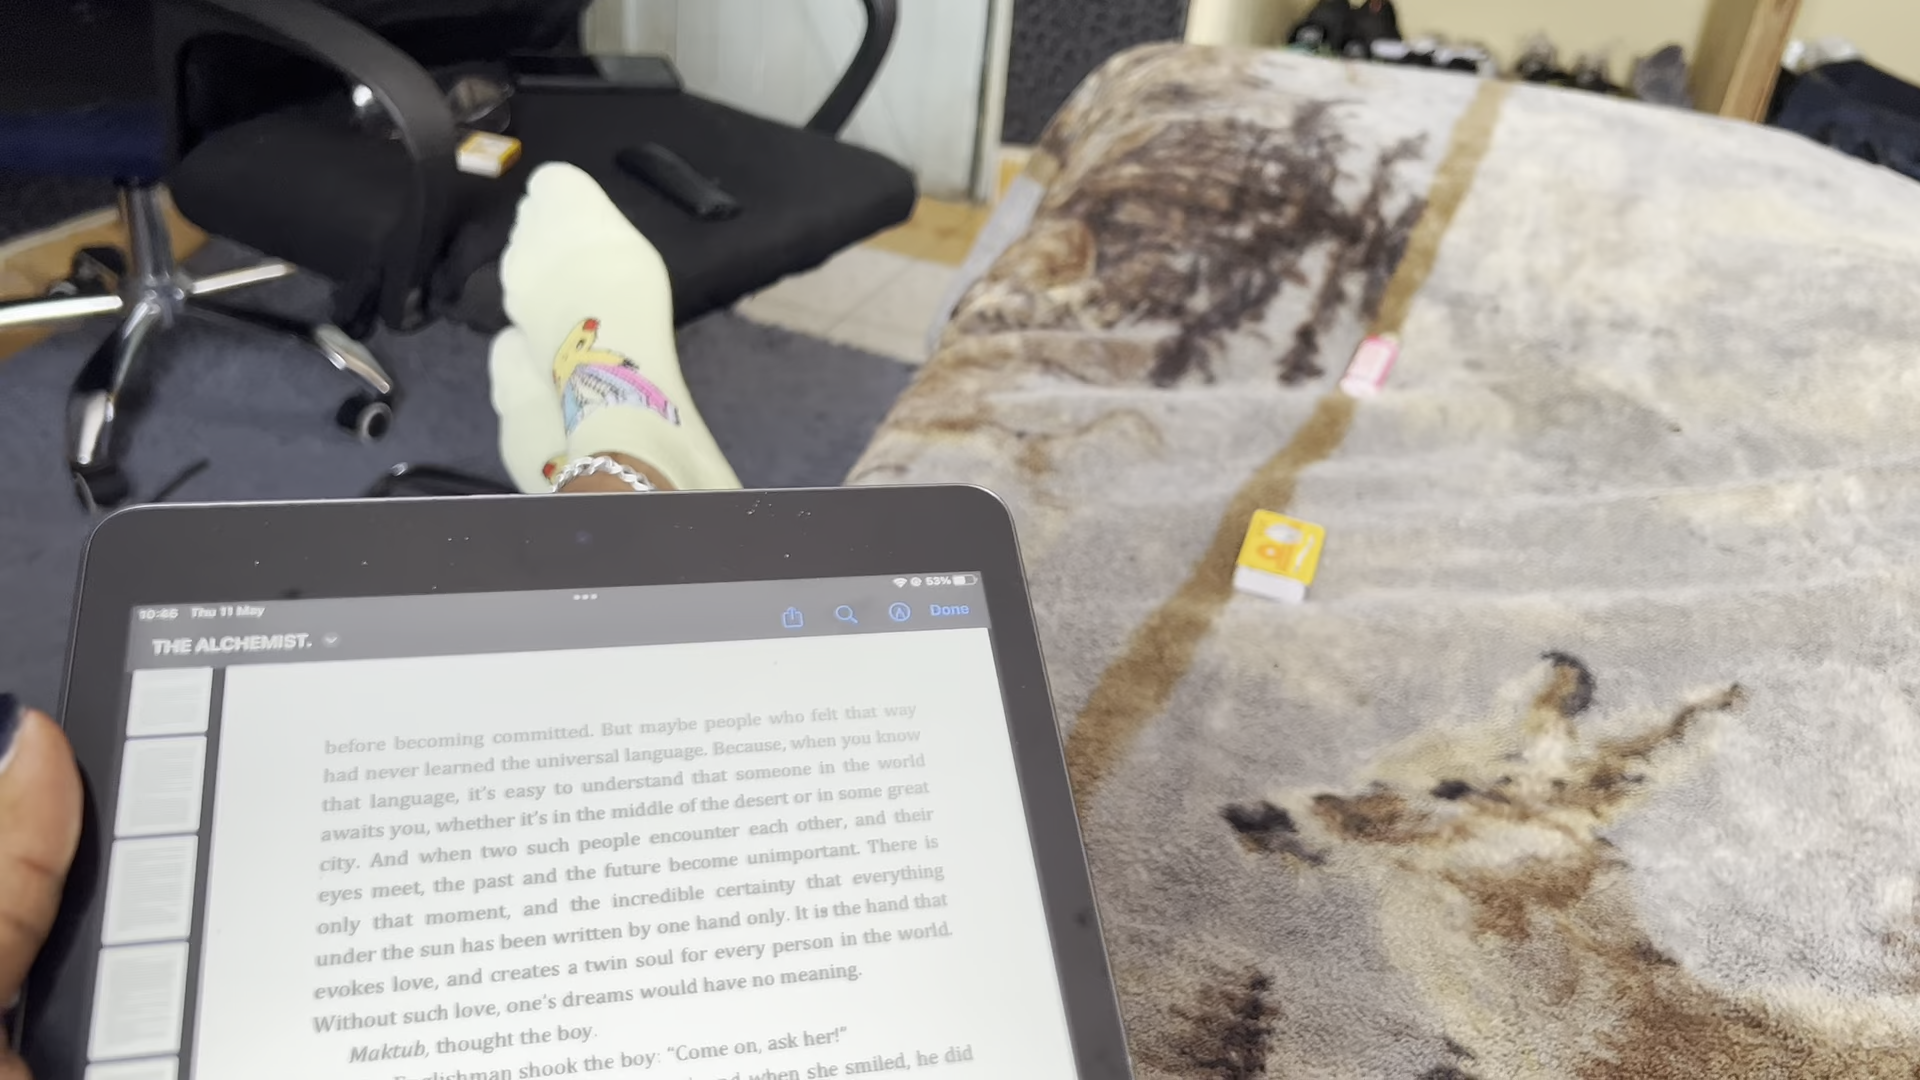 Thu 11 May
53%
THE ALCHEMIST.
Done
before becoming committed. But maybe people who felt that way
had never learned the universal language. Because, when you know
that language, it's easy to understand that someone in the world
awaits you, whether it's in the middle of the desert or in some great
city. And when two such people encounter each other, and their
eyes meet, the past and the future become unimportant. There is
only that moment, and the incredible certainty that everything
under the sun has been written by one hand only. It is the hand that
evokes love, and creates a twin soul for every person in the world.
Without such love, one's dreams would have no meaning.
Maktub, thought the boy.
shook the boy: “Come on, ask her!”
when she smiled, he did